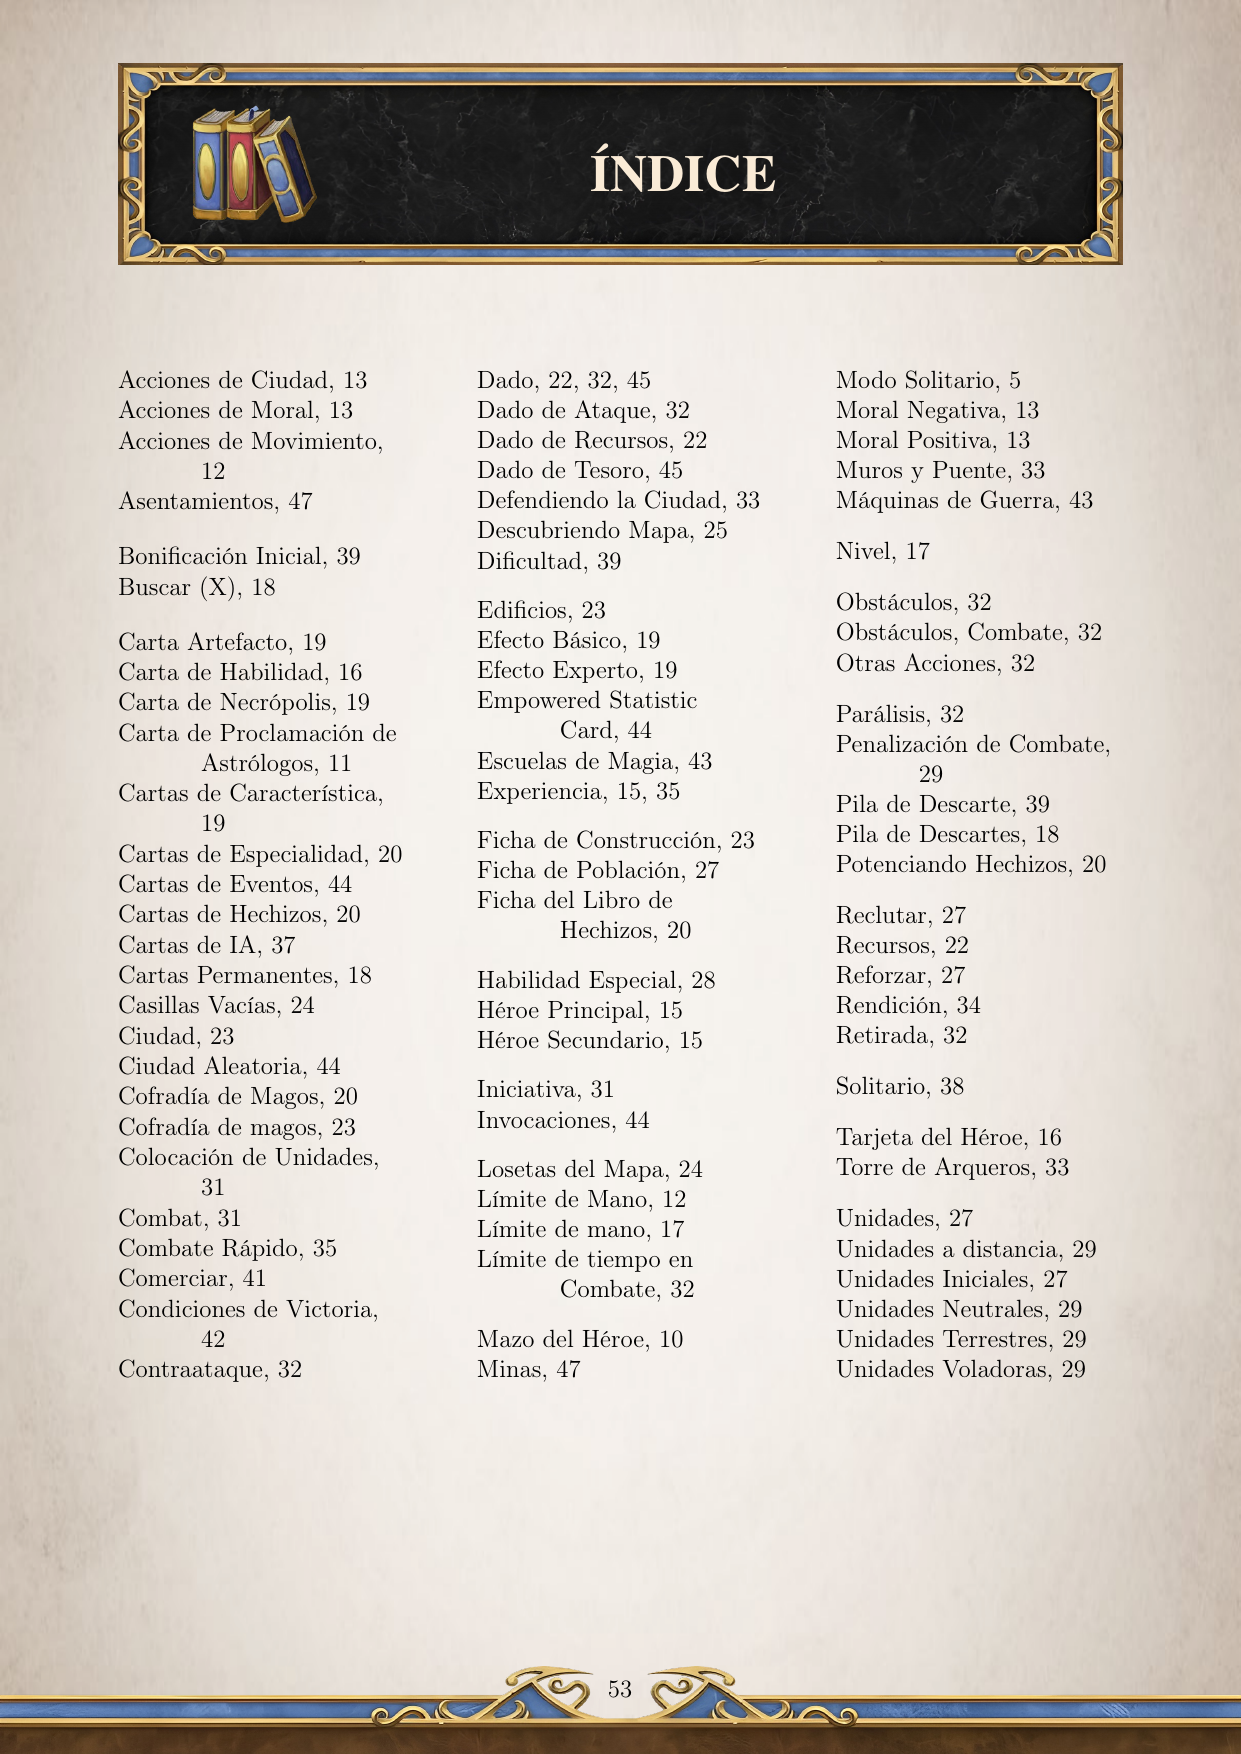 ÍNDICE
Acciones de Ciudad, 13
Acciones de Moral, 13
Acciones de Movimiento,
12
Asentamientos, 47
Bonificación Inicial, 39
Buscar (X), 18
Carta Artefacto, 19
Carta de Habilidad, 16
Carta de Necrópolis, 19
Carta de Proclamación de
Astrólogos, 11
Cartas de Característica,
19
Cartas de Especialidad, 20
Cartas de Eventos, 44
Cartas de Hechizos, 20
Cartas de IA, 37
Cartas Permanentes, 18
Casillas Vacías, 24
Ciudad, 23
Ciudad Aleatoria, 44
Cofradía de Magos, 20
Cofradía de magos, 23
Colocación de Unidades,
31
Combat, 31
Combate Rápido, 35
Comerciar, 41
Condiciones de Victoria,
42
Contraataque, 32
Dado, 22, 32, 45
Dado de Ataque, 32
Dado de Recursos, 22
Dado de Tesoro, 45
Defendiendo la Ciudad, 33
Descubriendo Mapa, 25
Dificultad, 39
Edificios, 23
Efecto Básico, 19
Efecto Experto, 19
Empowered Statistic
Card, 44
Escuelas de Magia, 43
Experiencia, 15, 35
Ficha de Construcción, 23
Ficha de Población, 27
Ficha del Libro de
Hechizos, 20
Habilidad Especial, 28
Héroe Principal, 15
Héroe Secundario, 15
Iniciativa, 31
Invocaciones, 44
Losetas del Mapa, 24
Límite de Mano, 12
Límite de mano, 17
Límite de tiempo en
Combate, 32
Mazo del Héroe, 10
Minas, 47
Modo Solitario, 5
Moral Negativa, 13
Moral Positiva, 13
Muros y Puente, 33
Máquinas de Guerra, 43
Nivel, 17
Obstáculos, 32
Obstáculos, Combate, 32
Otras Acciones, 32
Parálisis, 32
Penalización de Combate,
29
Pila de Descarte, 39
Pila de Descartes, 18
Potenciando Hechizos, 20
Reclutar, 27
Recursos, 22
Reforzar, 27
Rendición, 34
Retirada, 32
Solitario, 38
Tarjeta del Héroe, 16
Torre de Arqueros, 33
Unidades, 27
Unidades a distancia, 29
Unidades Iniciales, 27
Unidades Neutrales, 29
Unidades Terrestres, 29
Unidades Voladoras, 29
53